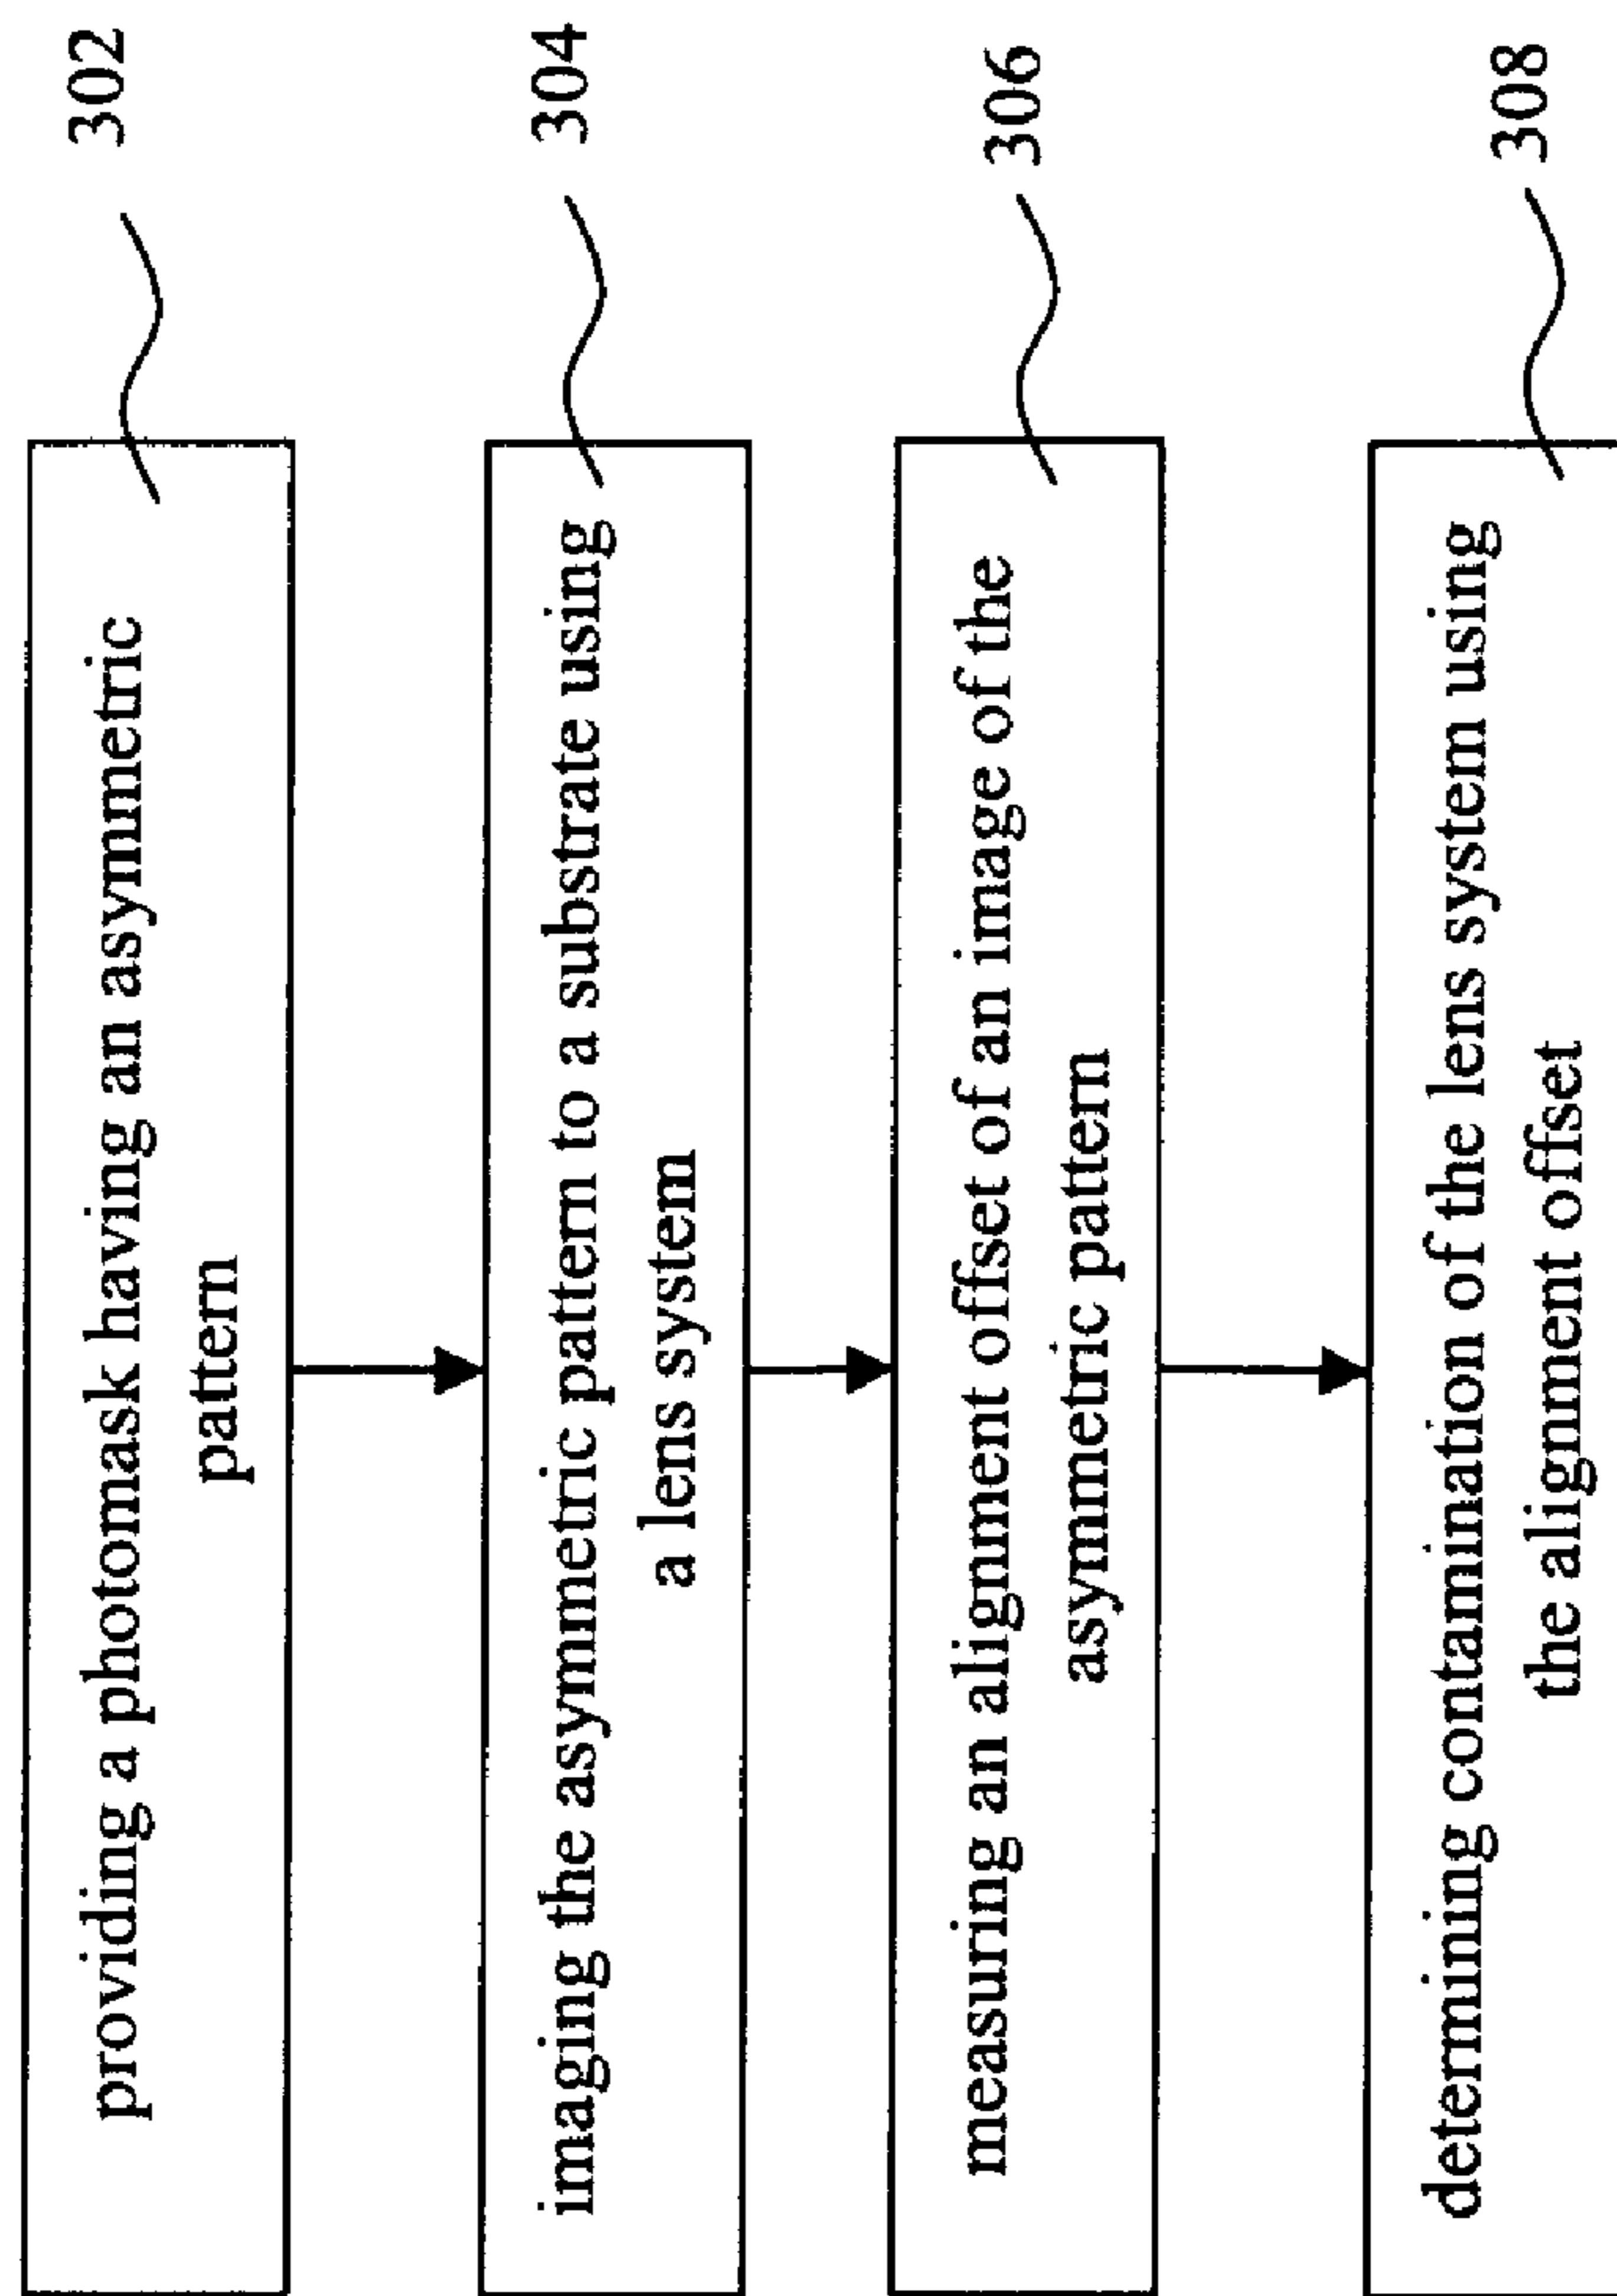 providing a photomask having an asymmetric
pattern
302
imaging the asymmetric pattern to a substrate using
a lens system
304
measuring an alignment offset of an image of the
asymmetric pattern
306
determining contamination of the lens system using
the alignment offset
308